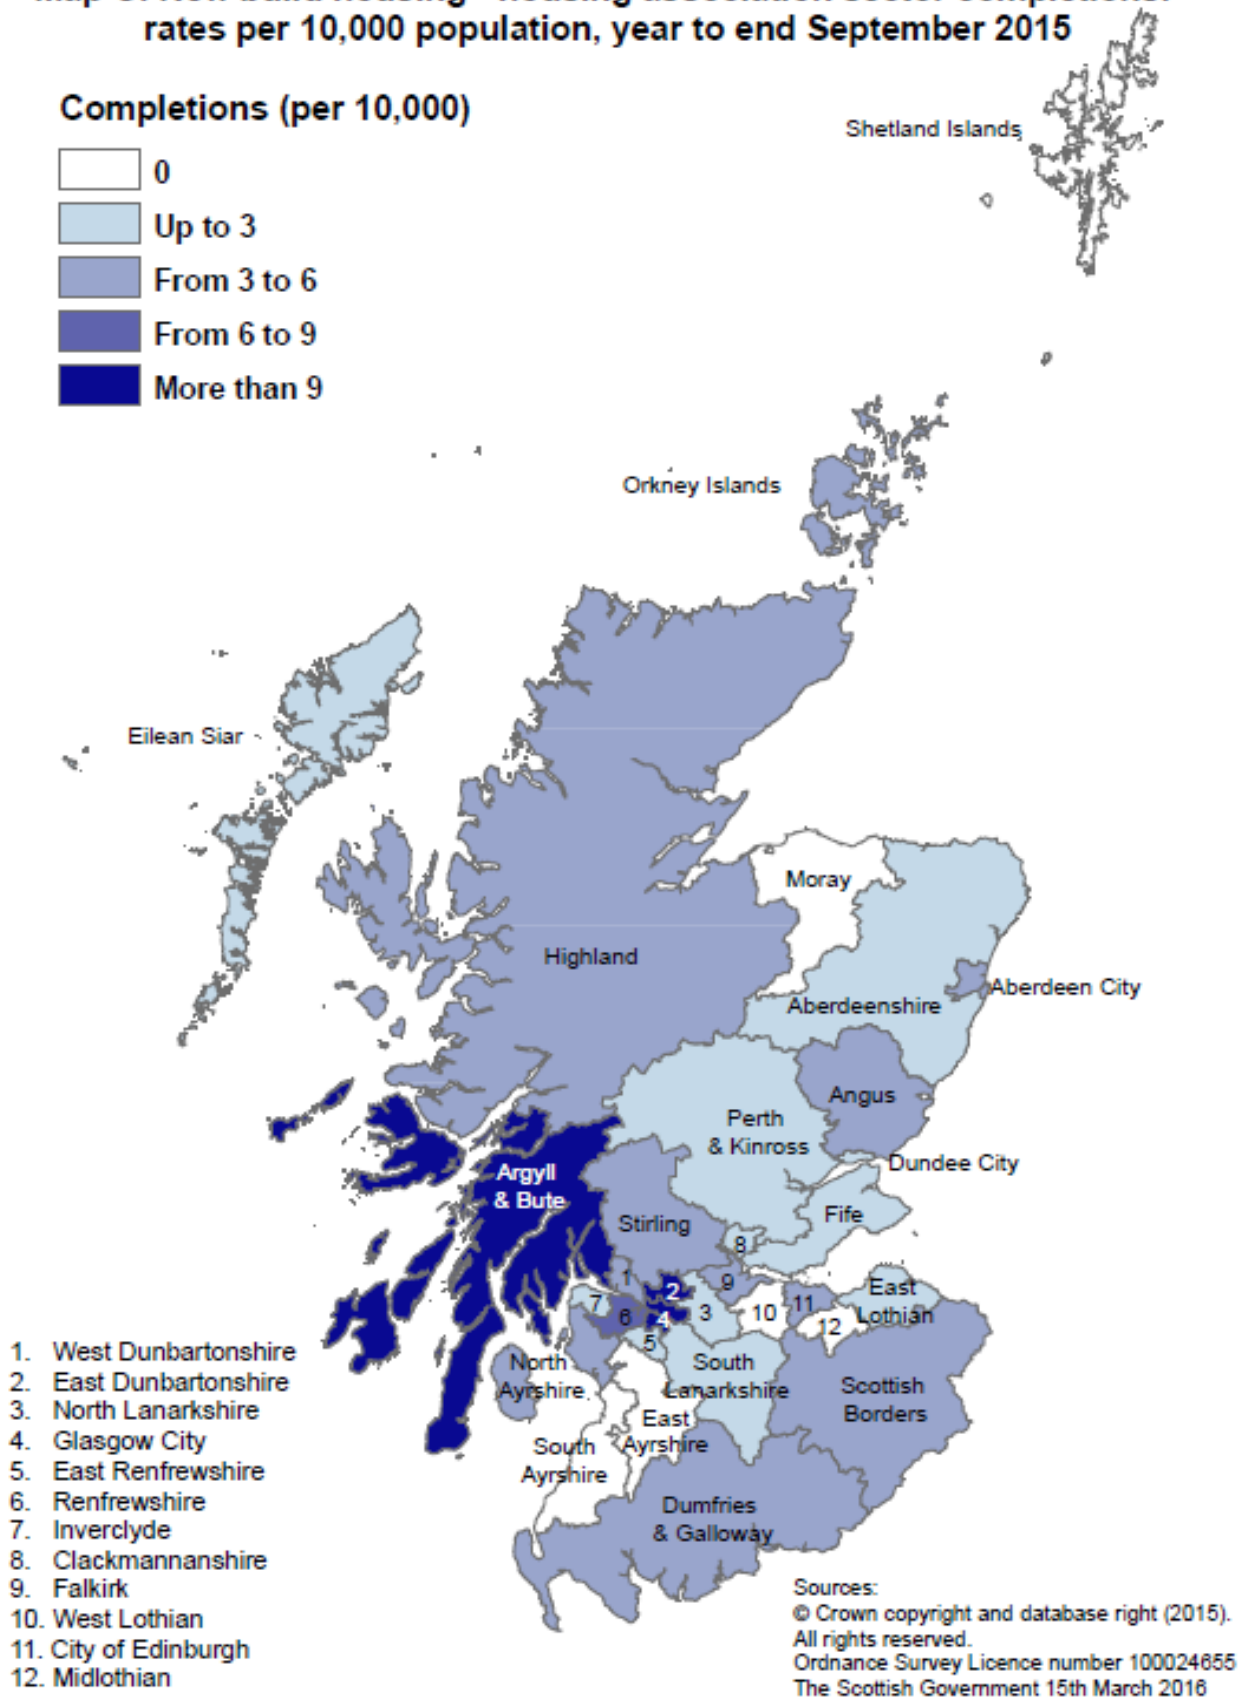 rates per 10,000 population, year to end September 2015
Completions (per 10,000)
0
Up to 3
From 3 to 6
From 6 to 9
More than 9
Shetland Islands
Orkney Islands
Eilean Siar
Moray
Highland
Aberdeenshire
Aberdeen City
Angus
Perth
& Kinross
Dundee City
Argyll
& Bute
Stirling
Fife
8
1
2
9
7
6
4
3
10
11
12
5
East
Lothian
North
Ayrshire
South
Lanarkshire
Scottish
Borders
East
Ayrshire
South
Ayrshire
Dumfries
& Galloway
1. West Dunbartonshire
2. East Dunbartonshire
3. North Lanarkshire
4. Glasgow City
5. East Renfrewshire
6. Renfrewshire
7. Inverclyde
8. Clackmannanshire
9. Falkirk
10. West Lothian
11. City of Edinburgh
12. Midlothian
Sources:
© Crown copyright and database right (2015).
All rights reserved.
Ordnance Survey Licence number 100024655
The Scottish Government 15th March 2016